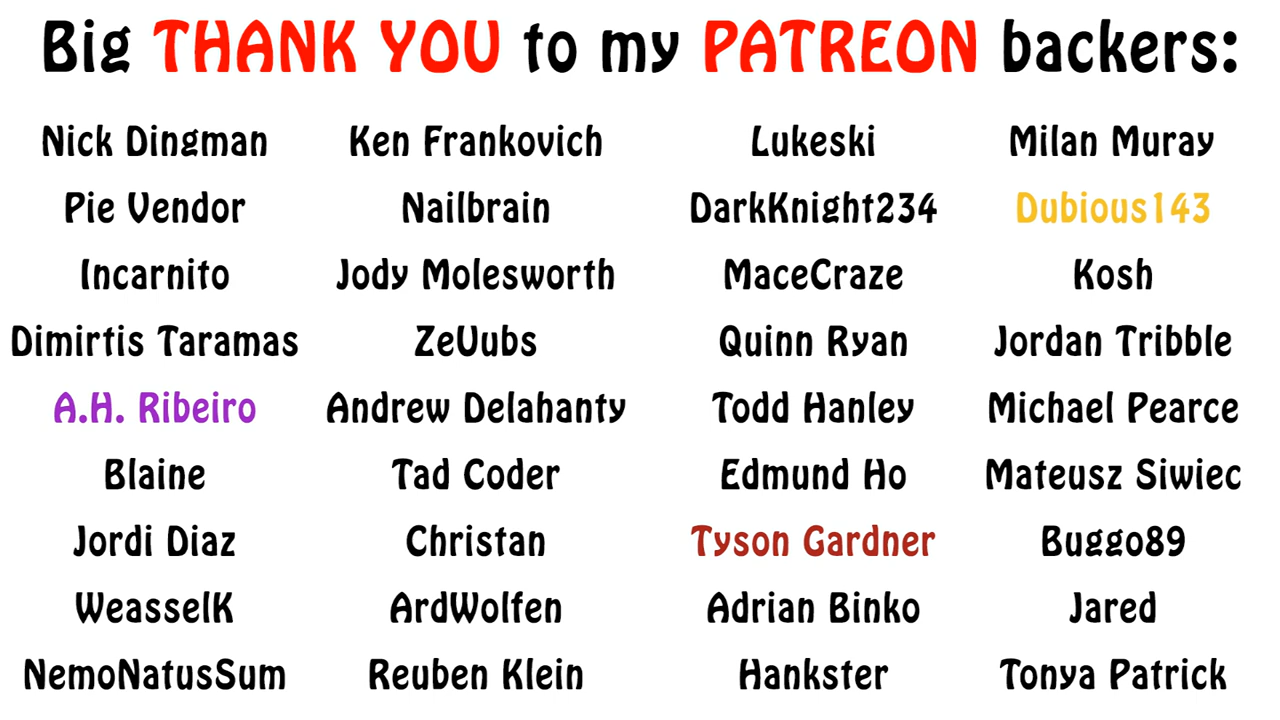 Big THANK YOU to my PATREON backers:
Nick Dingman Ken Frankovich Lukeski Milan Muray
Pie Vendor Nailbrain DarkKnight234 Dubious143
Incarnito Jody Molesworth MaceCraze Kosh
Dimirtis Taramas ZeVubs Quinn Ryan Jordan Tribble
A.H. Ribeiro Andrew Delahanty Todd Hanley Michael Pearce
Blaine Tad Coder Edmund Ho Mateusz Siwiec
Jordi Diaz Christan Tyson Gardner Buggo89
WeasselK ArdWolfen Adrian Binko Jared
NemoNatusSum Reuben Klein Hankster Tonya Patrick